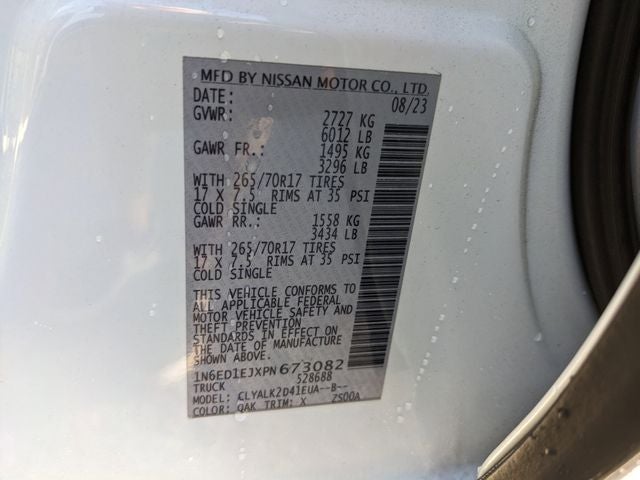 MFD BY NISSAN MOTOR CO., LTD.
DATE: 08/23
GVWR: 2727 KG
6012 LB
GAWR FR.: 1495 KG
3296 LB
WITH 265/70R17 TIRES
17 X 7.5 RIMS AT 35 PSI
COLD SINGLE
GAWR RR.: 1558 KG
3434 LB
WITH 265/70R17 TIRES
17 X 7.5 RIMS AT 35 PSI
COLD SINGLE
THIS VEHICLE CONFORMS TO
ALL APPLICABLE FEDERAL
MOTOR VEHICLE SAFETY AND
THEFT PREVENTION
STANDARDS IN EFFECT ON
THE DATE OF MANUFACTURE
SHOWN ABOVE.
1N6ED1EJXPN673082
TRUCK 528688
MODEL: CLYALK2D41EUA--B--
COLOR: QAK TRIM: X ZS00A